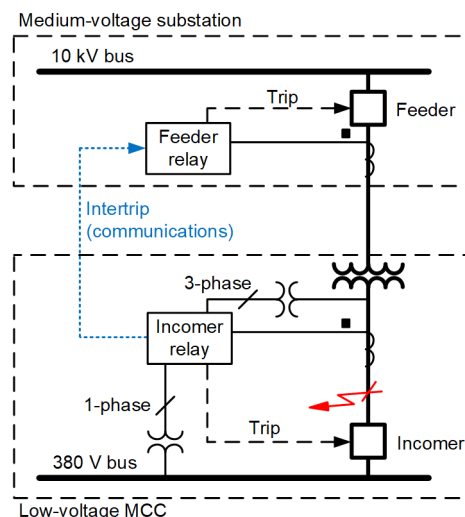 Medium-voltage substation
10 kV bus
Trip
Feeder
Feeder
relay
Intertrip
(communications)
3-phase
Incomer
relay
1-phase
Trip
Incomer
380 V bus
Low-voltage MCC